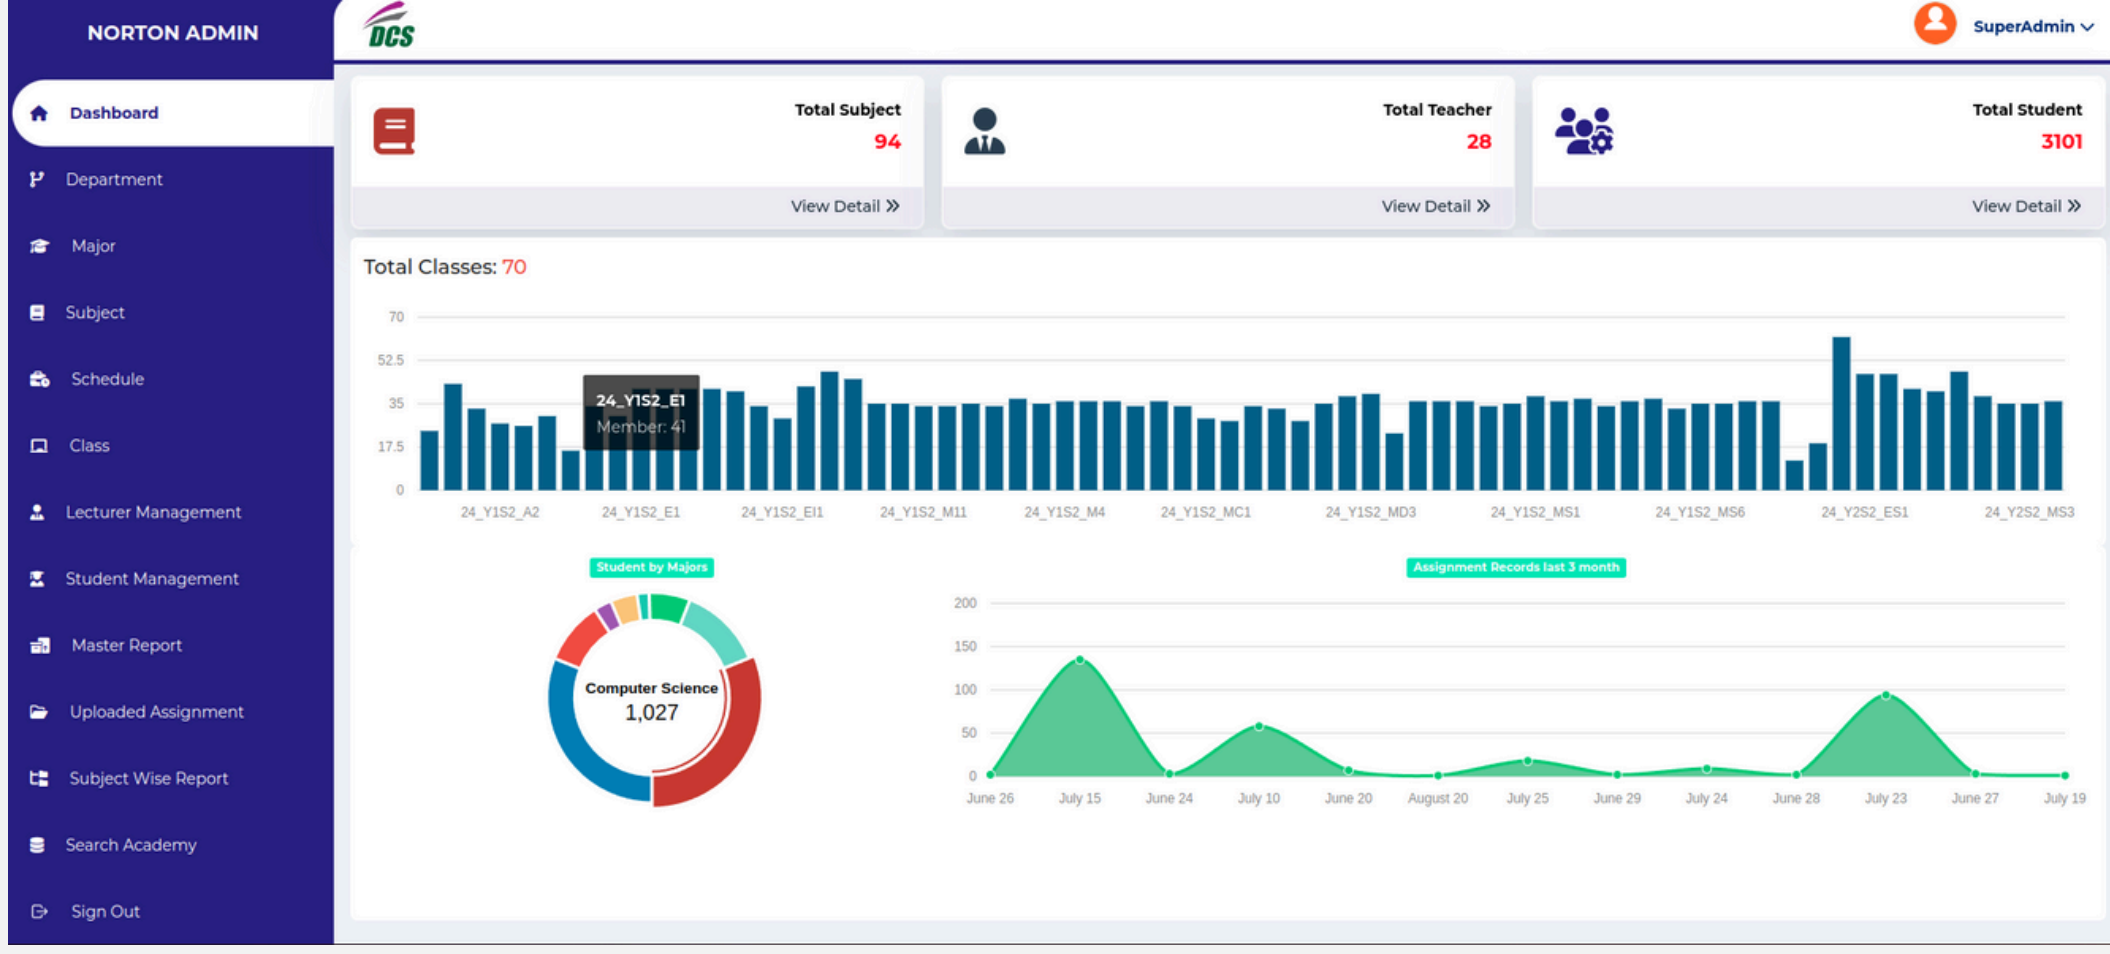 NORTON ADMIN
DCS
SuperAdmin
Dashboard
Department
Major
Subject
Schedule
Class
Lecturer Management
Student Management
Master Report
Uploaded Assignment
Subject Wise Report
Search Academy
Sign Out
Total Subject
94
View Detail »
Total Teacher
28
View Detail »
Total Student
3101
View Detail »
Total Classes: 70
70
52.5
35
17.5
0
24_Y1S2_E1
Member: 41
24_Y1S2_A2 24_Y1S2_E1 24_Y1S2_EI1 24_Y1S2_M11 24_Y1S2_M4 24_Y1S2_MC1 24_Y1S2_MD3 24_Y1S2_MS1 24_Y1S2_MS6 24_Y2S2_ES1 24_Y2S2_MS3
Student by Majors
Computer Science
1,027
Assignment Records last 3 month
200
150
100
50
0
June 26 July 15 June 24 July 10 June 20 August 20 July 25 June 29 July 24 June 28 July 23 June 27 July 19